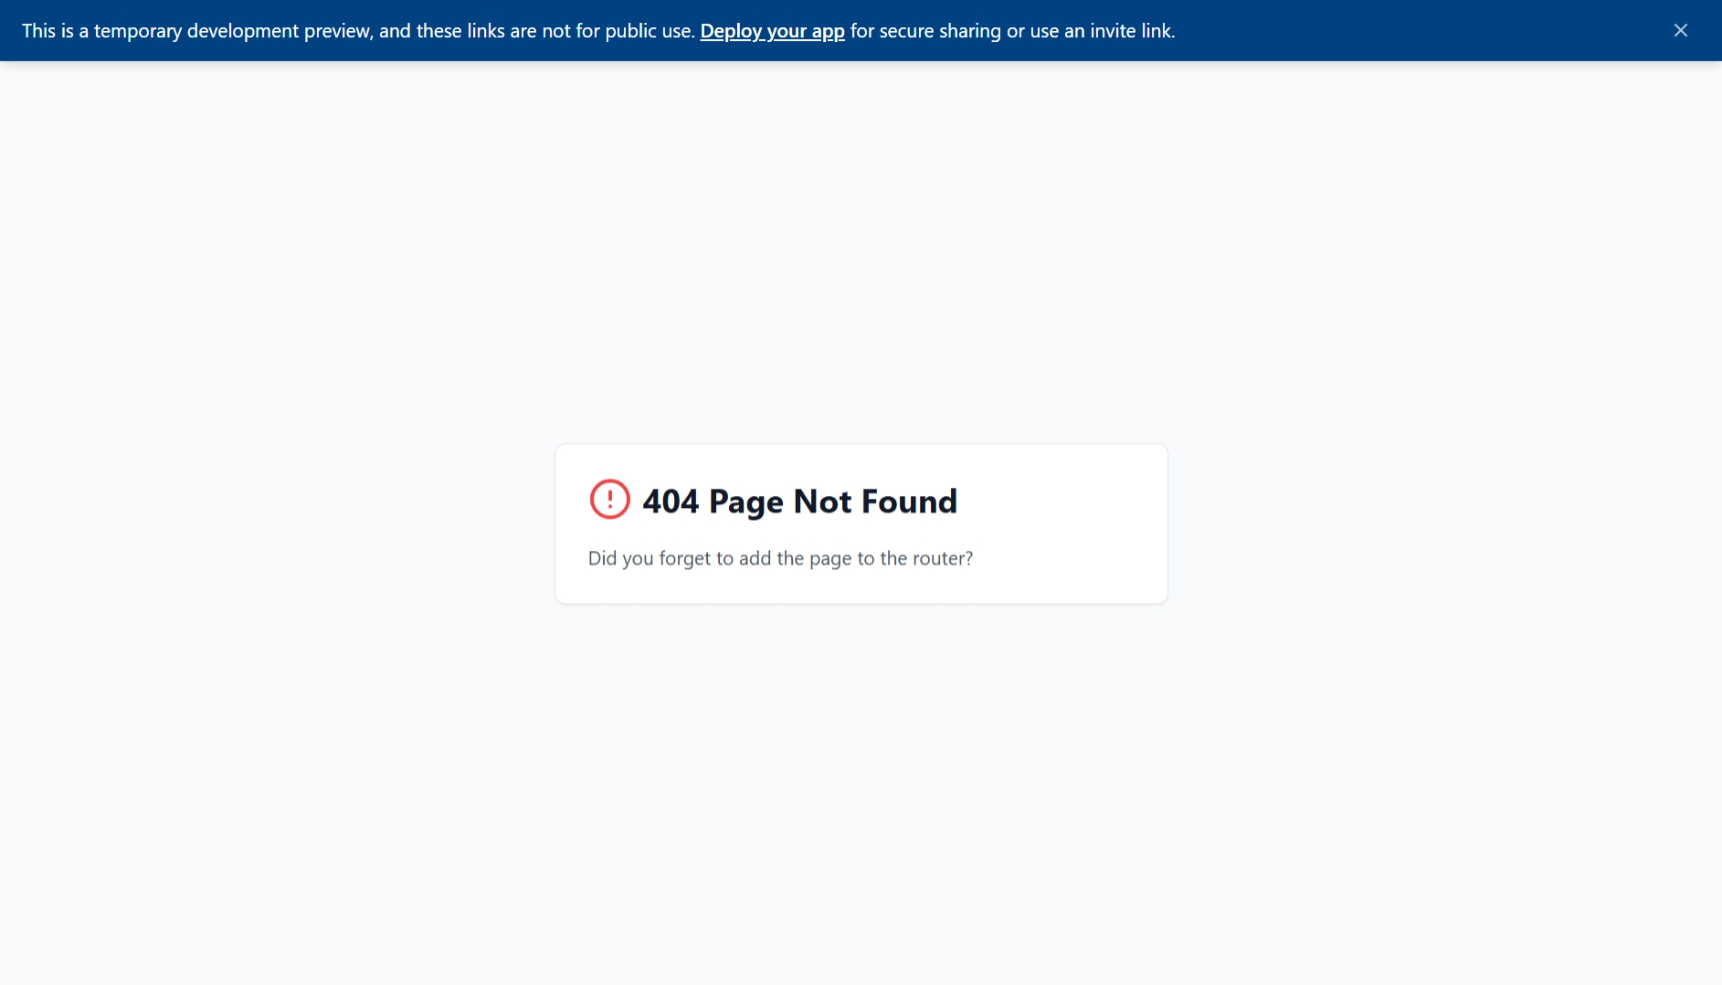 This is a temporary development preview, and these links are not for public use. Deploy your app for secure sharing or use an invite link.
404 Page Not Found
Did you forget to add the page to the router?